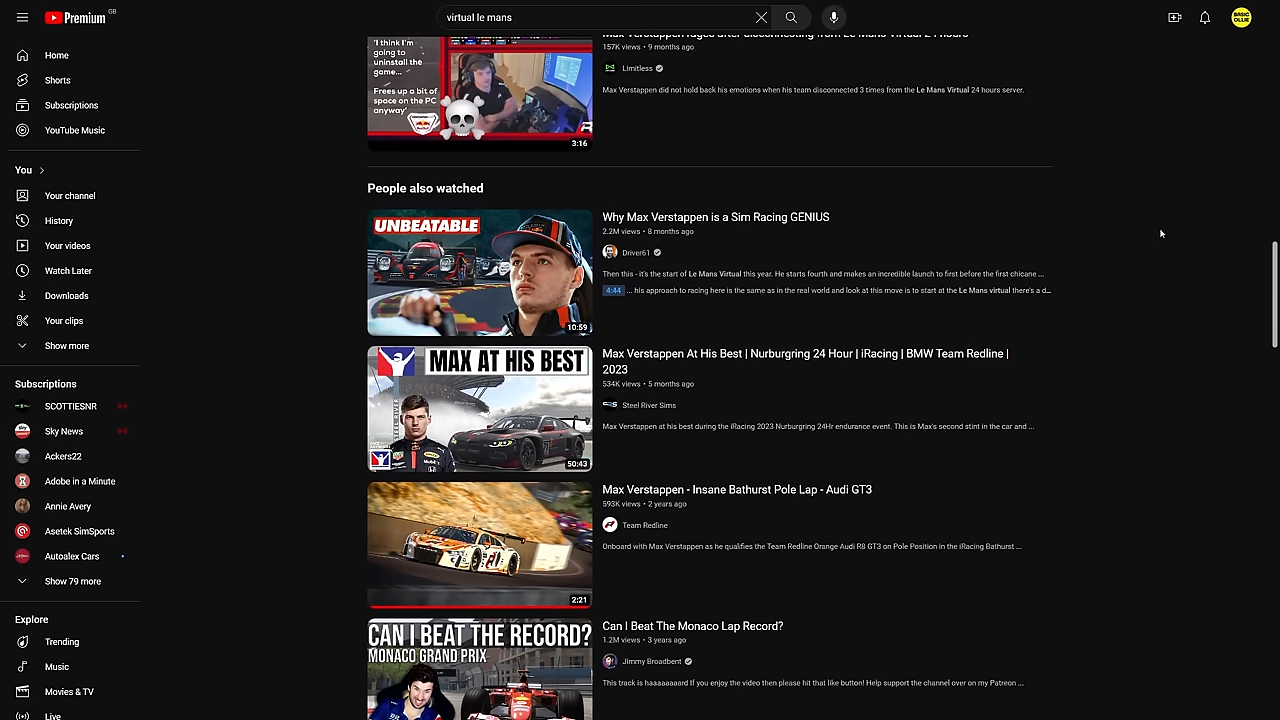 Premium GB
virtual le mans
BASIC
OLLIE
Home
Shorts
Subscriptions
YouTube Music
You
Your channel
History
Your videos
Watch Later
Downloads
Your clips
Show more
Subscriptions
SCOTTIESNR
Sky News
Ackers22
Adobe in a Minute
Annie Avery
Asetek SimSports
Autoalex Cars
Show 79 more
Explore
Trending
Music
Movies & TV
Live
'I think I'm
going to
uninstall the
game...
Frees up a bit of
space on the PC
anyway'
3:16
157K views • 9 months ago
Limitless
Max Verstappen did not hold back his emotions when his team disconnected 3 times from the Le Mans Virtual 24 hours server.
People also watched
UNBEATABLE
10:59
Why Max Verstappen is a Sim Racing GENIUS
2.2M views • 8 months ago
Driver61
Then this - it's the start of Le Mans Virtual this year. He starts fourth and makes an incredible launch to first before the first chicane ...
4:44 ... his approach to racing here is the same as in the real world and look at this move is to start at the Le Mans virtual there's a d...
MAX AT HIS BEST
50:43
Max Verstappen At His Best | Nurburgring 24 Hour | iRacing | BMW Team Redline |
2023
534K views • 5 months ago
Steel River Sims
Max Verstappen at his best during the iRacing 2023 Nurburgring 24Hr endurance event. This is Max's second stint in the car and ...
2:21
Max Verstappen - Insane Bathurst Pole Lap - Audi GT3
593K views • 2 years ago
Team Redline
Onboard with Max Verstappen as he qualifies the Team Redline Orange Audi R8 GT3 on Pole Position in the iRacing Bathurst ...
CAN I BEAT THE RECORD?
MONACO GRAND PRIX
Can I Beat The Monaco Lap Record?
1.2M views • 3 years ago
Jimmy Broadbent
This track is haaaaaaaard If you enjoy the video then please hit that like button! Help support the channel over on my Patreon ...